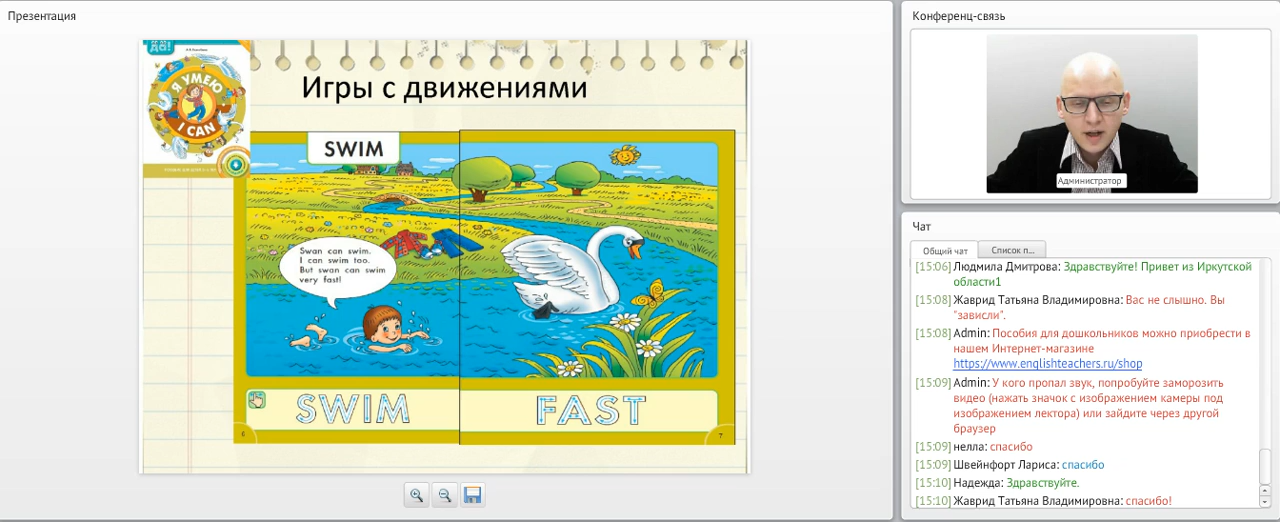 Презентация
ДА!
Я УМЕЮ
I CAN
Игры с движениями
SWIM
Swan can swim.
I can swim too.
But swan can swim
very fast!
SWIM
FAST
6
7
Конференц-связь
Администратор
Чат
Общий чат
Список п...
[15:06] Людмила Дмитрова: Здравствуйте! Привет из Иркутской
области1
[15:08] Жаврид Татьяна Владимировна: Вас не слышно. Вы
"зависли".
[15:08] Admin: Пособия для дошкольников можно приобрести в
нашем Интернет-магазине
https://www.englishteachers.ru/shop
[15:09] Admin: У кого пропал звук, попробуйте заморозить
видео (нажать значок с изображением камеры под
изображением лектора) или зайдите через другой
браузер
[15:09] нелла: спасибо
[15:09] Швейнфорт Лариса: спасибо
[15:10] Надежда: Здравствуйте.
[15:10] Жаврид Татьяна Владимировна: спасибо!